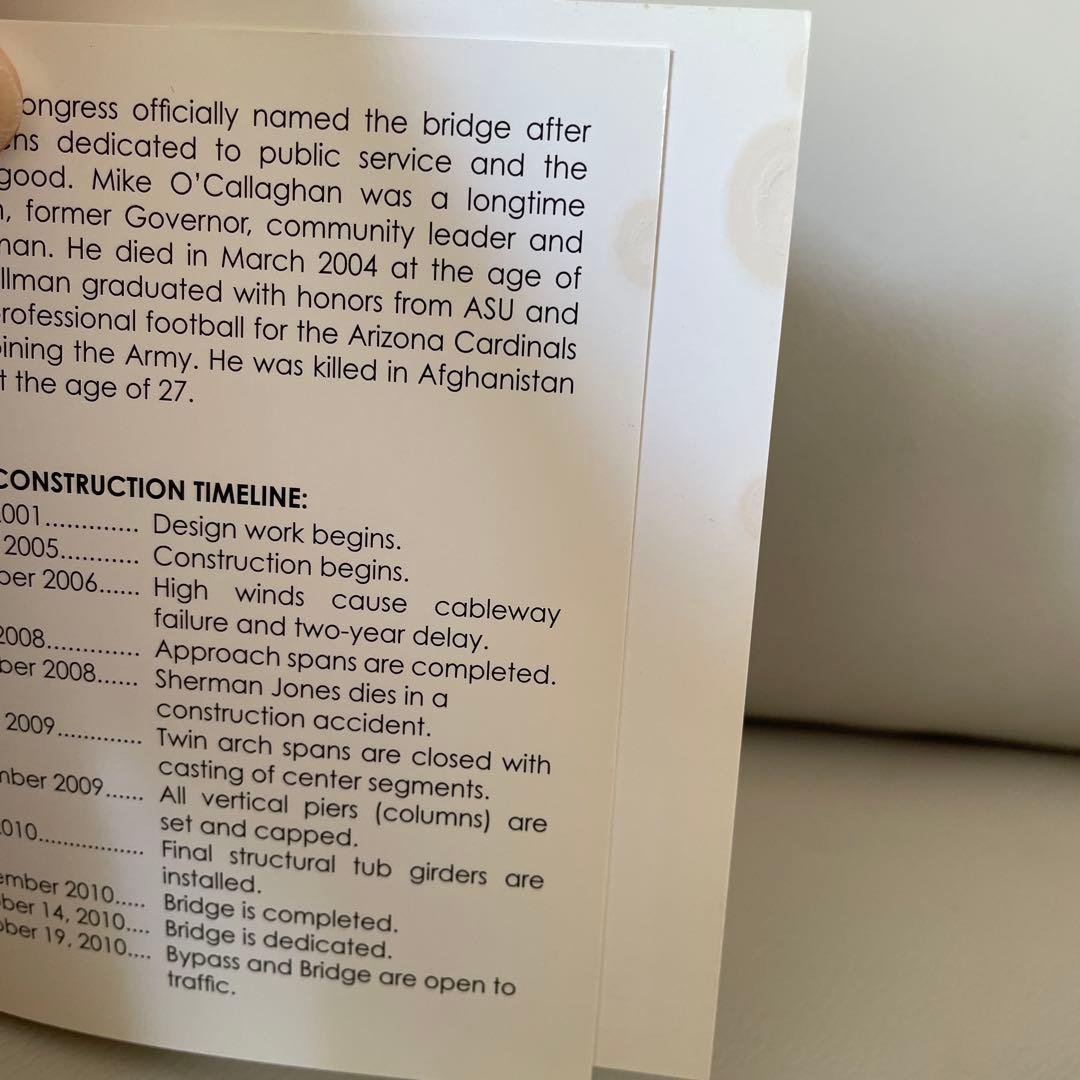 ongress officially named the bridge after
ns dedicated to public service and the
good. Mike O'Callaghan was a longtime
, former Governor, community leader and
man. He died in March 2004 at the age of
llman graduated with honors from ASU and
rofessional football for the Arizona Cardinals
ining the Army. He was killed in Afghanistan
t the age of 27.
CONSTRUCTION TIMELINE:
001............. Design work begins.
2005........... Construction begins.
ber 2006...... High winds cause cableway
failure and two-year delay.
2008............. Approach spans are completed.
ber 2008...... Sherman Jones dies in a
construction accident.
2009............. Twin arch spans are closed with
casting of center segments.
mber 2009...... All vertical piers (columns) are
set and capped.
010................ Final structural tub girders are
installed.
ember 2010..... Bridge is completed.
ber 14, 2010.... Bridge is dedicated.
ober 19, 2010.... Bypass and Bridge are open to
traffic.